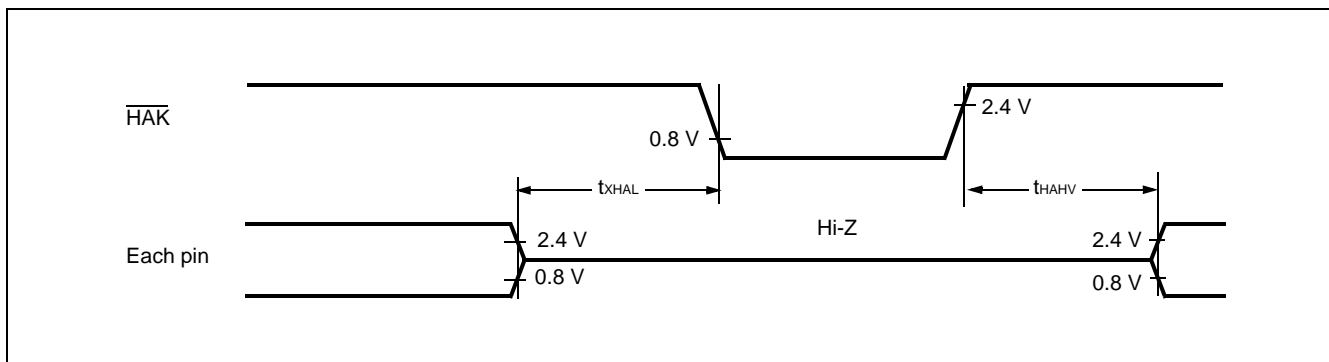 HAK
2.4 V
0.8 V
tXHAL
tHAHV
Hi-Z
Each pin
2.4 V
2.4 V
0.8 V
0.8 V